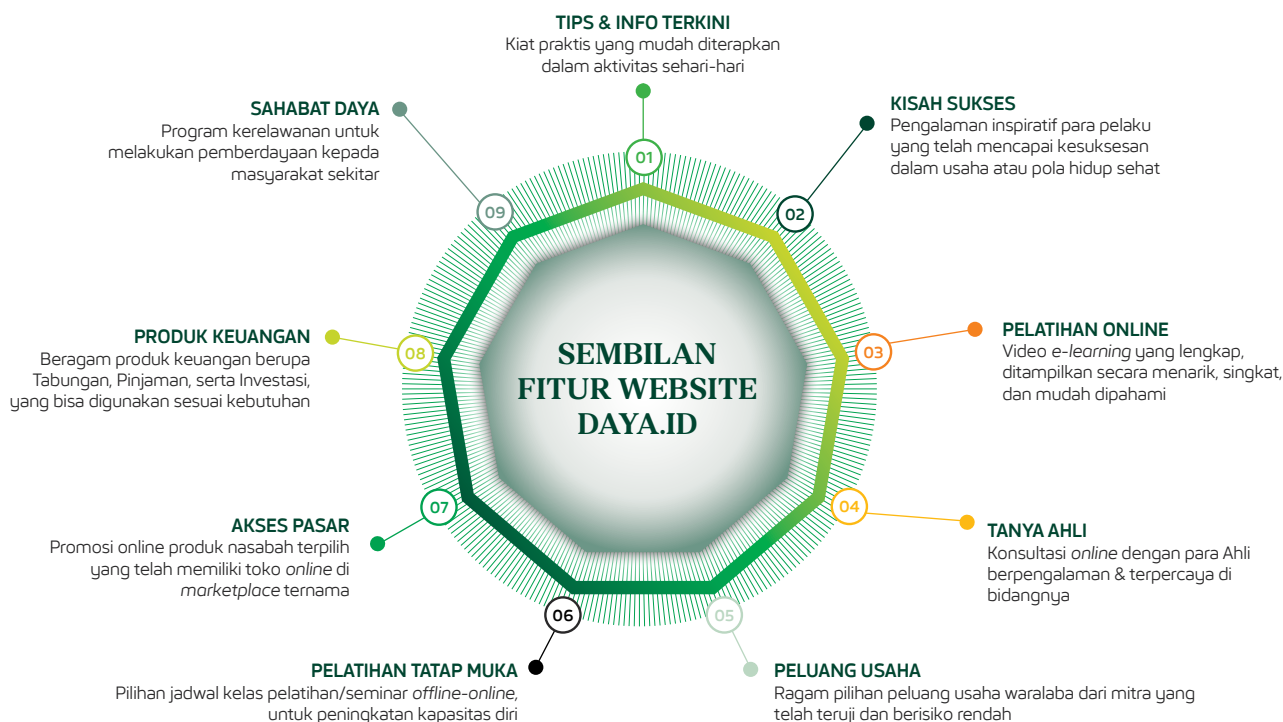 TIPS & INFO TERKINI
Kiat praktis yang mudah diterapkan
dalam aktivitas sehari-hari
01
KISAH SUKSES
Pengalaman inspiratif para pelaku
yang telah mencapai kesuksesan
dalam usaha atau pola hidup sehat
02
PELATIHAN ONLINE
Video e-learning yang lengkap,
ditampilkan secara menarik, singkat,
dan mudah dipahami
03
TANYA AHLI
Konsultasi online dengan para Ahli
berpengalaman & terpercaya di
bidangnya
04
PELUANG USAHA
Ragam pilihan peluang usaha waralaba dari mitra yang
telah teruji dan berisiko rendah
05
PELATIHAN TATAP MUKA
Pilihan jadwal kelas pelatihan/seminar offline-online,
untuk peningkatan kapasitas diri
06
AKSES PASAR
Promosi online produk nasabah terpilih
yang telah memiliki toko online di
marketplace ternama
07
PRODUK KEUANGAN
Beragam produk keuangan berupa
Tabungan, Pinjaman, serta Investasi,
yang bisa digunakan sesuai kebutuhan
08
SAHABAT DAYA
Program kerelawanan untuk
melakukan pemberdayaan kepada
masyarakat sekitar
09
SEMBILAN
FITUR WEBSITE
DAYA.ID